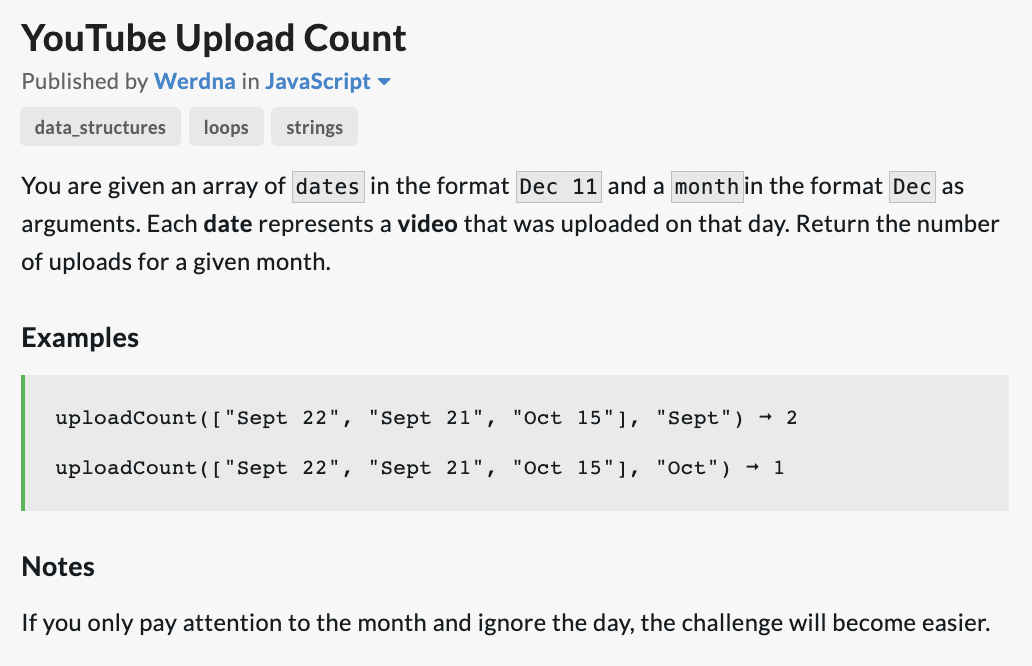 YouTube Upload Count
Published by Werdna in JavaScript
data_structures loops strings
You are given an array of dates in the format Dec 11 and a month in the format Dec as
arguments. Each date represents a video that was uploaded on that day. Return the number
of uploads for a given month.
Examples
uploadCount(["Sept 22", "Sept 21", "Oct 15"], "Sept") ➞ 2
uploadCount(["Sept 22", "Sept 21", "Oct 15"], "Oct") ➞ 1
Notes
If you only pay attention to the month and ignore the day, the challenge will become easier.